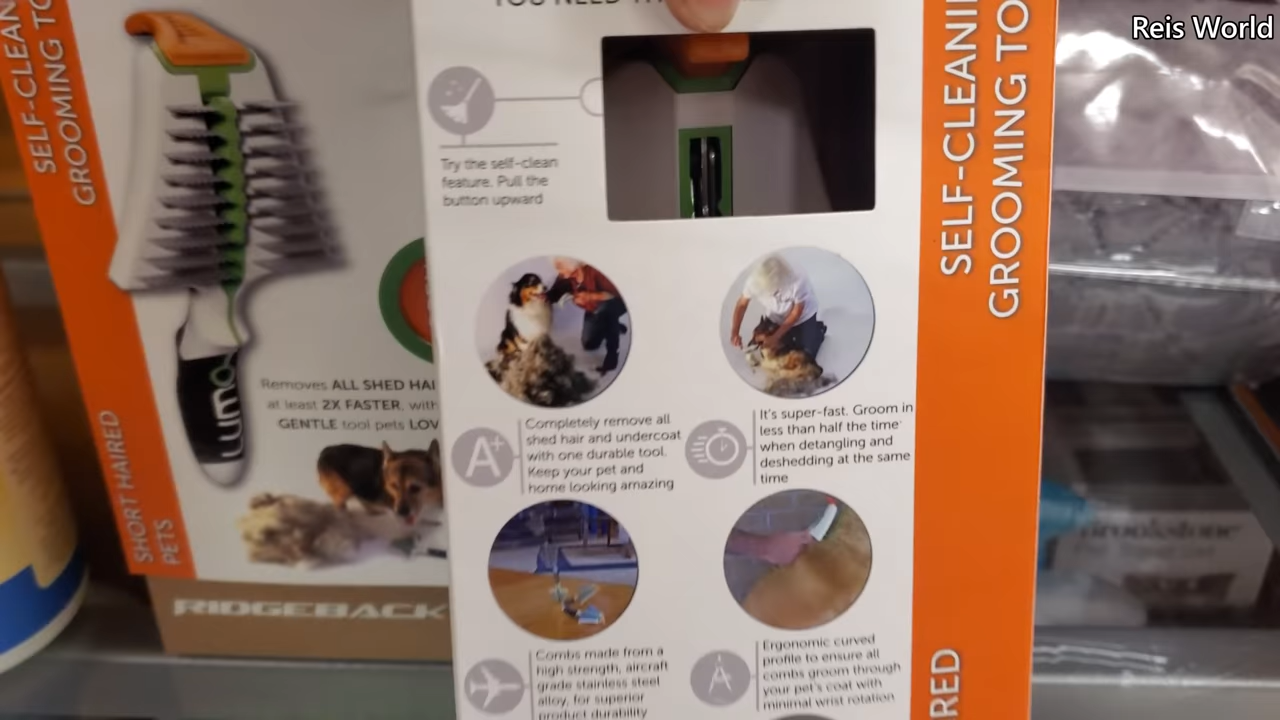 Reis World
SELF-CLEAN
GROOMING TO
YOU NEED
Try the self-clean
feature. Pull the
button upward
SELF-CLEANI
GROOMING TO
LUMO
Removes ALL SHED HAI
at least 2X FASTER, with
GENTLE tool pets LOV
SHORT HAIRED
PETS
RIDGEBACK
A+
Completely remove all
shed hair and undercoat
with one durable tool.
Keep your pet and
home looking amazing
It's super-fast. Groom in
less than half the time
when detangling and
deshedding at the same
time
Combs made from a
high strength, aircraft
grade stainless steel
alloy, for superior
product durability
Ergonomic curved
profile to ensure all
combs groom through
your pet's coat with
minimal wrist rotation
RED
Brookstone